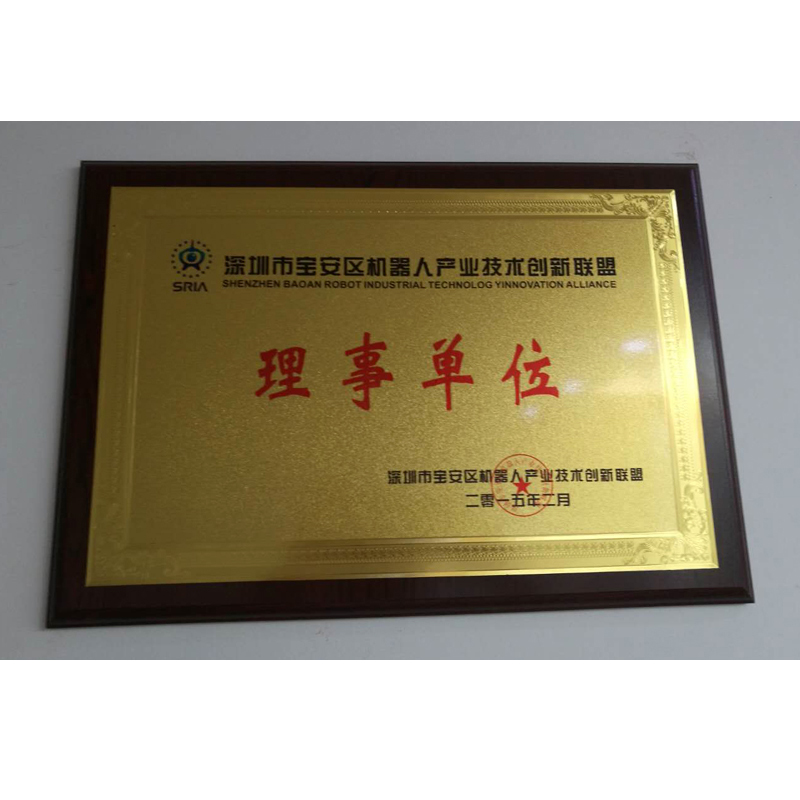 深圳市宝安区机器人产业技术创新联盟
SRIA
SHENZHEN BAOAN ROBOT INDUSTRIAL TECHNOLOG YINNOVATION ALLIANCE
理事单位
深圳市宝安区机器人产业技术创新联盟
二零一五年二月